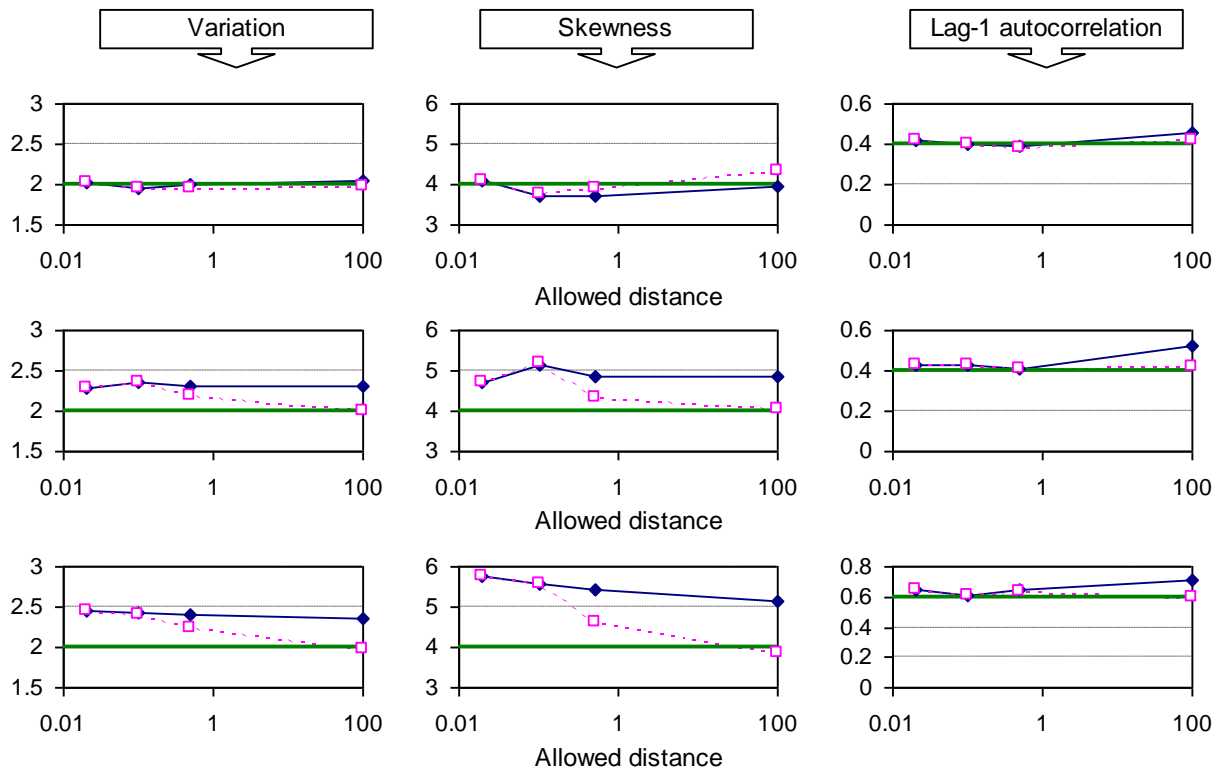 Variation Skewness Lag-1 autocorrelation
3 6 0.6
2.5 5 0.4
2 4 0.2
1.5 3 0
0.01 1 100 0.01 1 100 0.01 1 100
Allowed distance
3 6 0.6
2.5 5 0.4
2 4 0.2
1.5 3 0
0.01 1 100 0.01 1 100 0.01 1 100
Allowed distance
3 6 0.8
2.5 5 0.6
2 4 0.4
0.2
1.5 3 0
0.01 1 100 0.01 1 100 0.01 1 100
Allowed distance